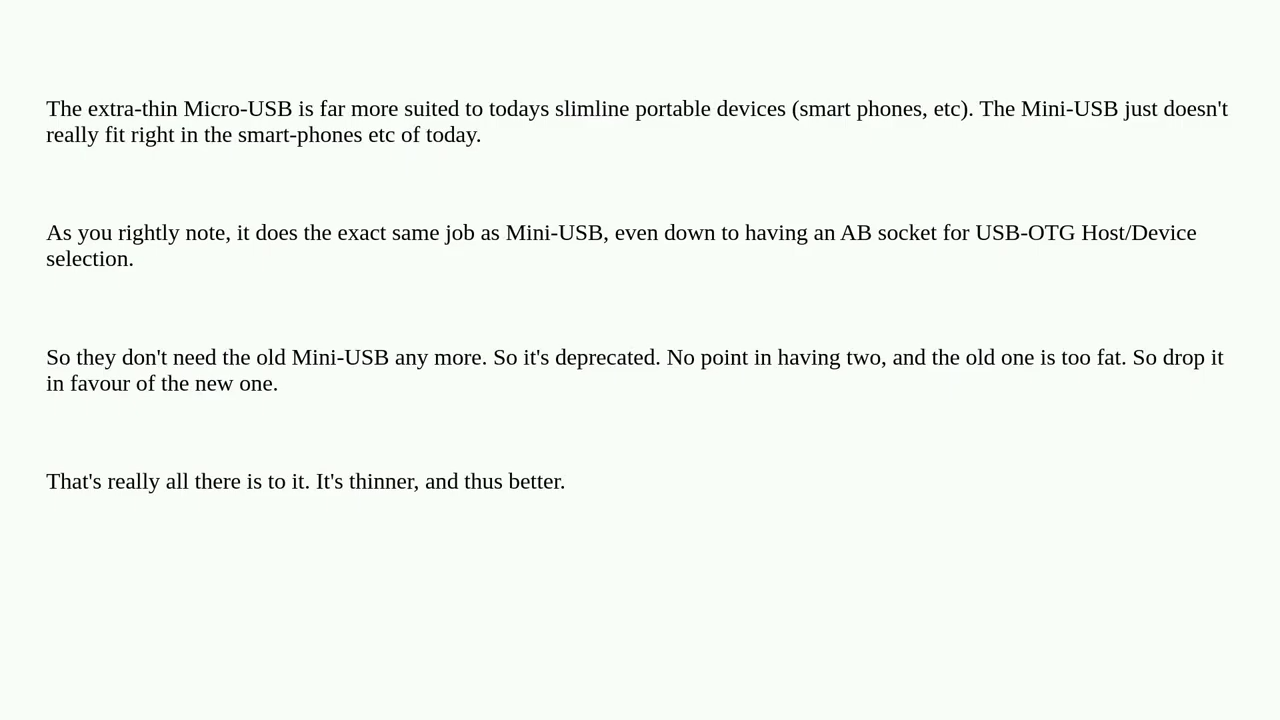 The extra-thin Micro-USB is far more suited to todays slimline portable devices (smart phones, etc). The Mini-USB just doesn't
really fit right in the smart-phones etc of today.
As you rightly note, it does the exact same job as Mini-USB, even down to having an AB socket for USB-OTG Host/Device
selection.
So they don't need the old Mini-USB any more. So it's deprecated. No point in having two, and the old one is too fat. So drop it
in favour of the new one.
That's really all there is to it. It's thinner, and thus better.